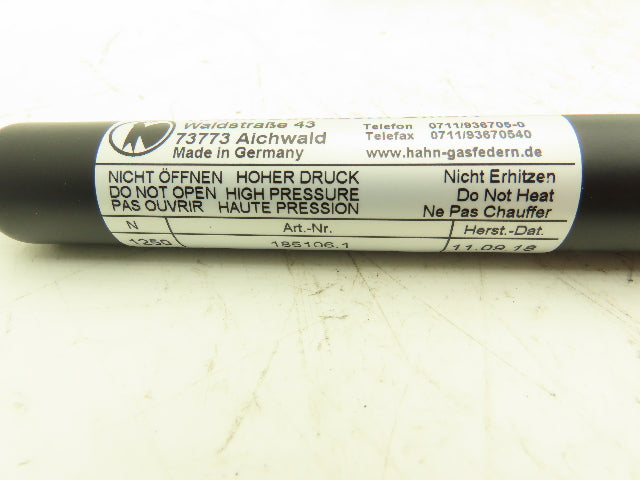 Waldstraße 43
73773 Aichwald
Made in Germany
Telefon 0711/936705-0
Telefax 0711/93670540
www.hahn-gasfedern.de
NICHT ÖFFNEN HOHER DRUCK
DO NOT OPEN HIGH PRESSURE
PAS OUVRIR HAUTE PRESSION
Nicht Erhitzen
Do Not Heat
Ne Pas Chauffer
N Art.-Nr. Herst.-Dat.
1250 185106.1 11.09.18